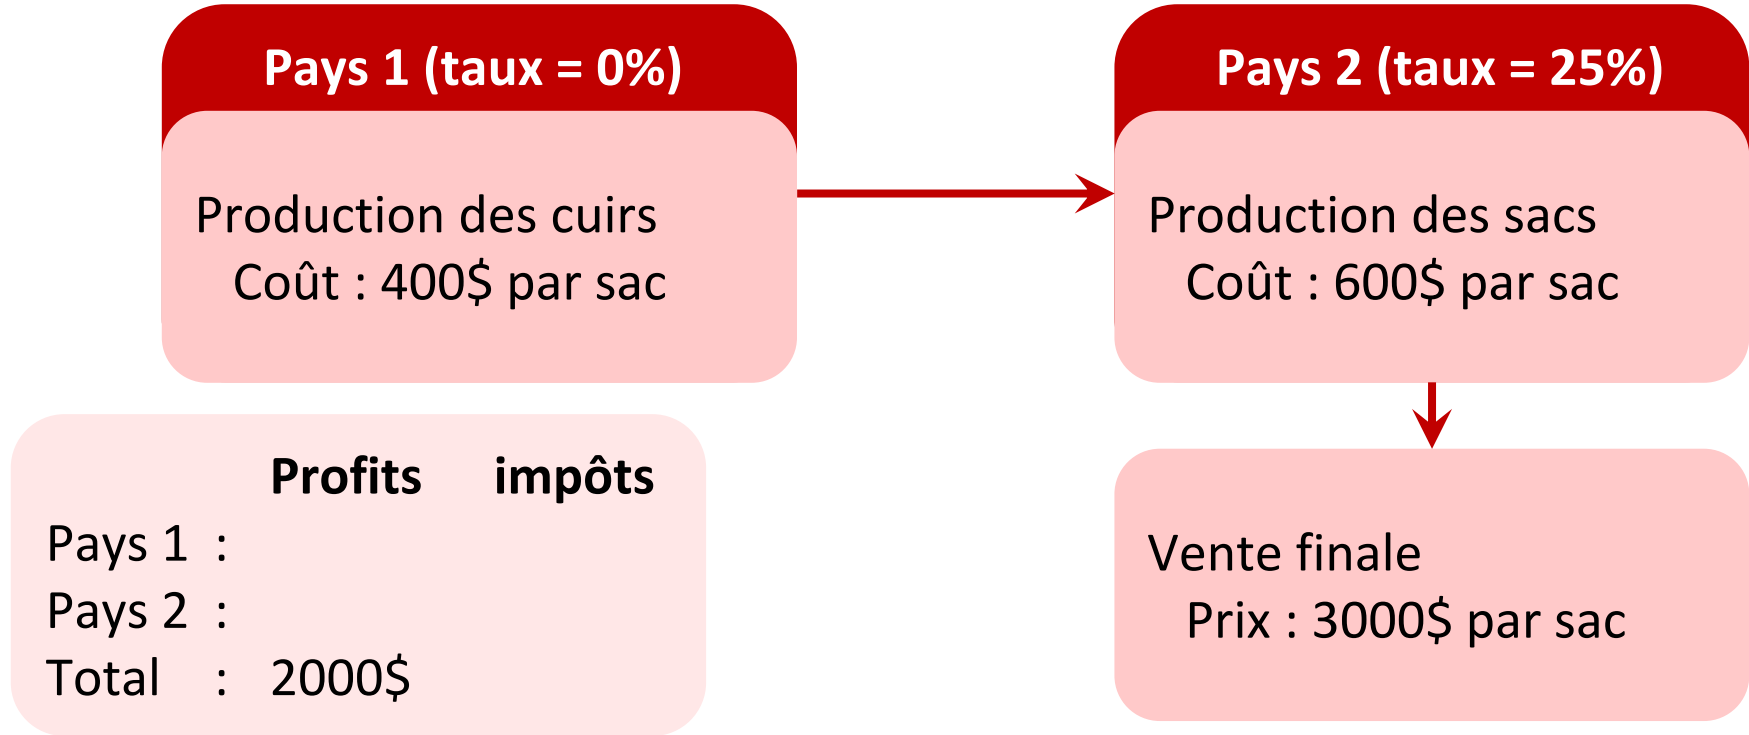 Pays 1 (taux = 0%)
Production des cuirs
Coût : 400$ par sac
Pays 2 (taux = 25%)
Production des sacs
Coût : 600$ par sac
Vente finale
Prix : 3000$ par sac
Profits impôts
Pays 1 :
Pays 2 :
Total : 2000$